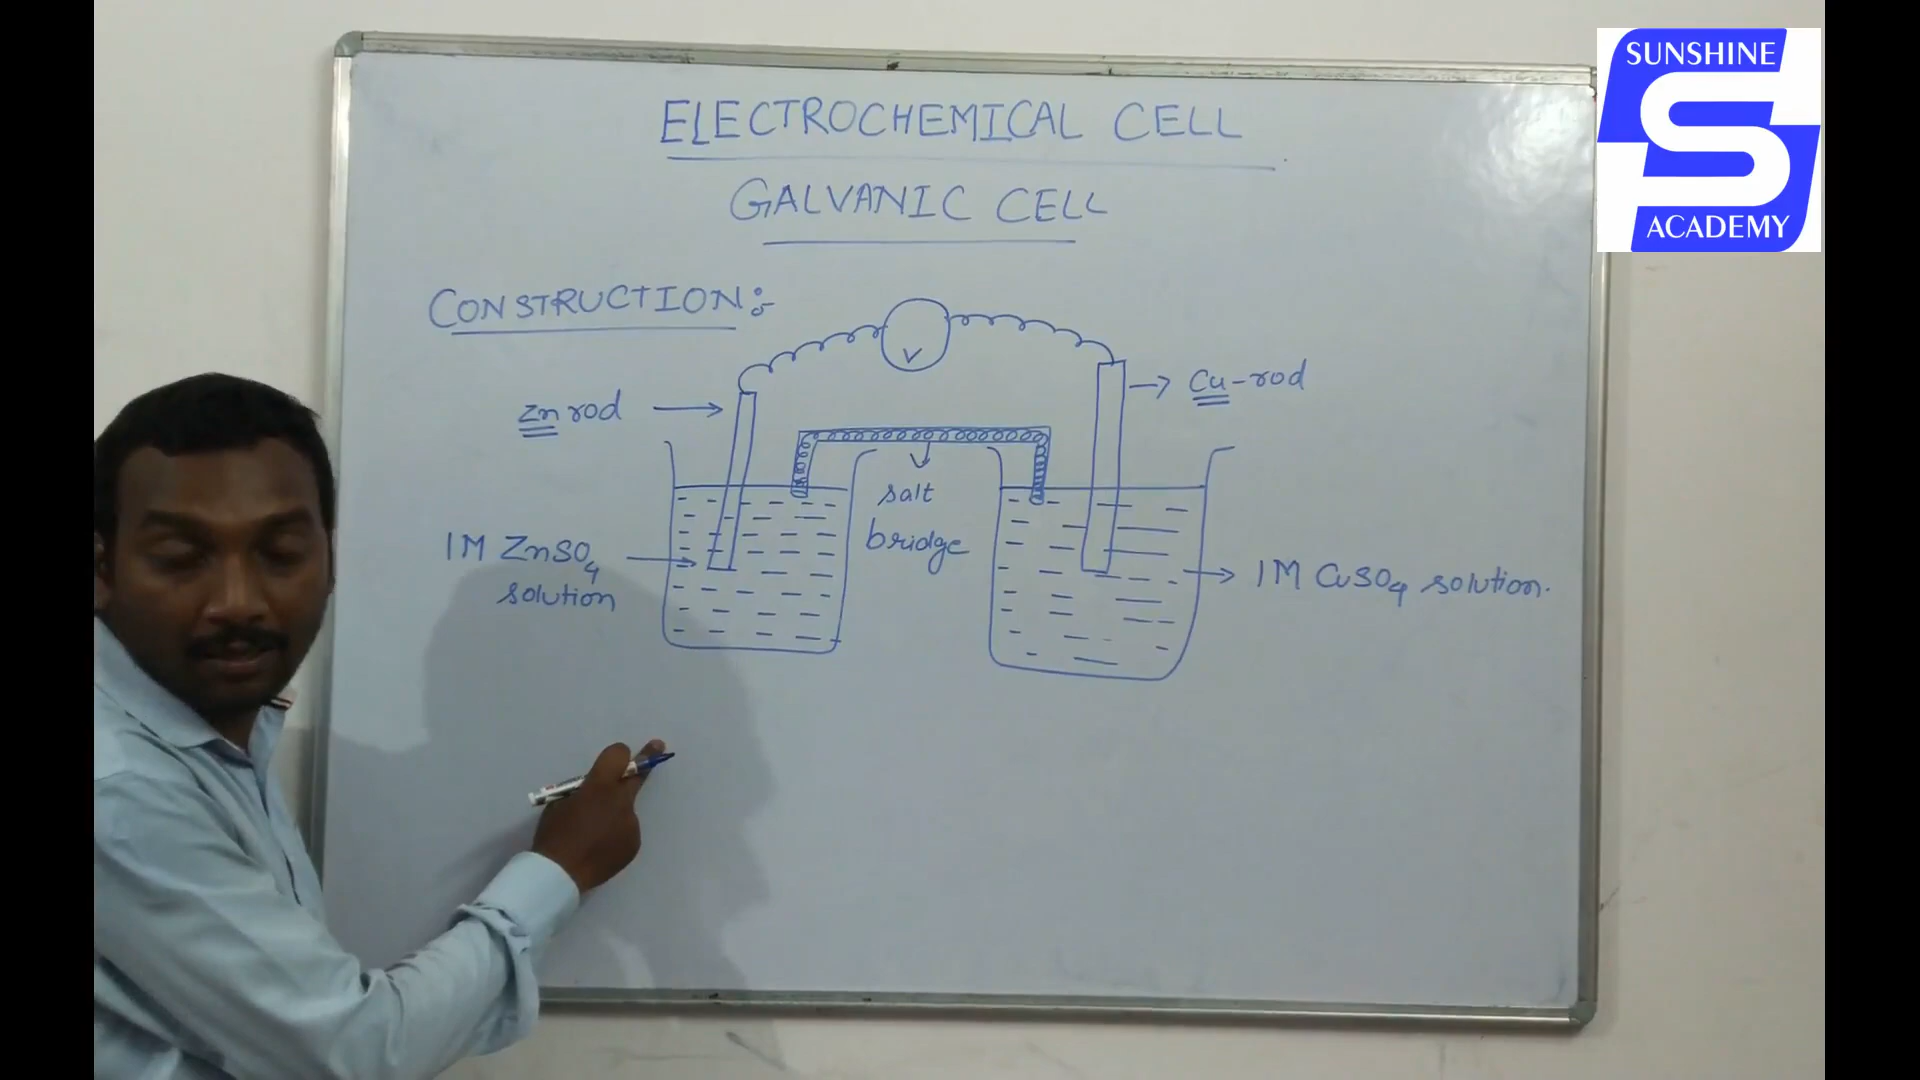 SUNSHINE
S
ACADEMY
ELECTROCHEMICAL CELL
GALVANIC CELL
CONSTRUCTION:-
V
Zn rod
Cu-rod
salt
bridge
1M ZnSO4
solution
1M CuSO4 solution.